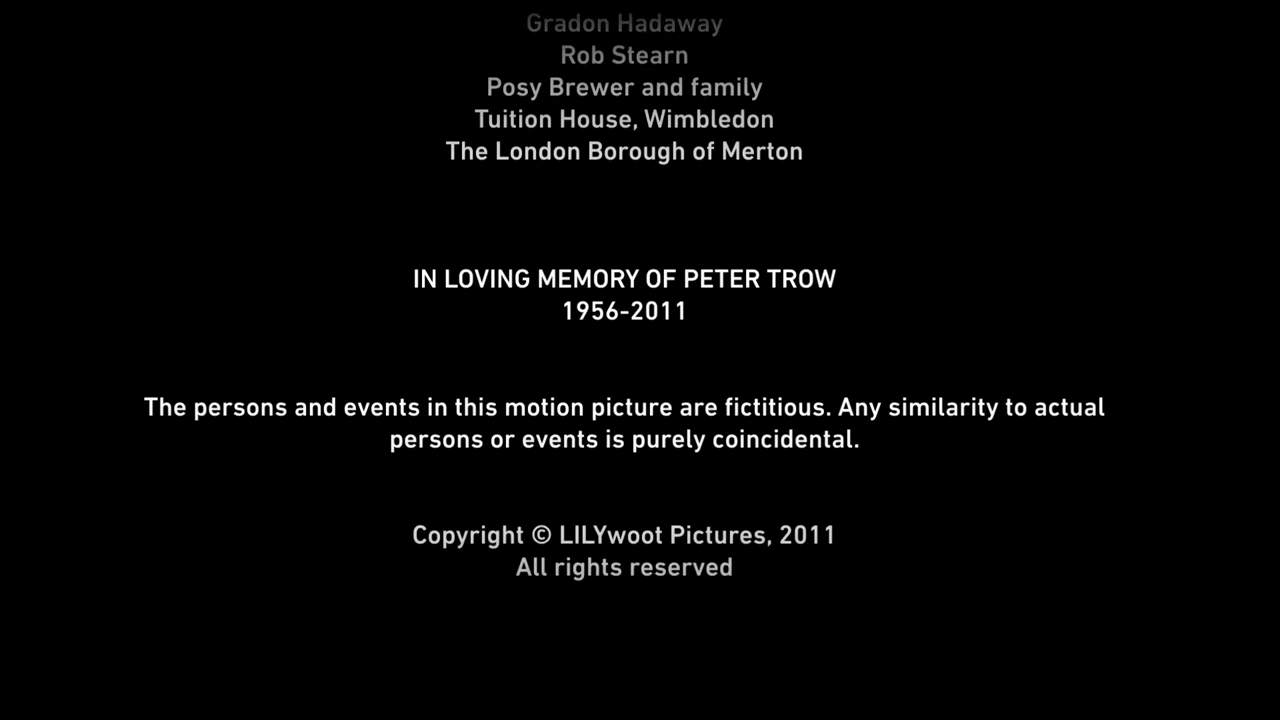 Gradon Hadaway
Rob Stearn
Posy Brewer and family
Tuition House, Wimbledon
The London Borough of Merton
IN LOVING MEMORY OF PETER TROW
1956-2011
The persons and events in this motion picture are fictitious. Any similarity to actual
persons or events is purely coincidental.
Copyright © LILYwoot Pictures, 2011
All rights reserved